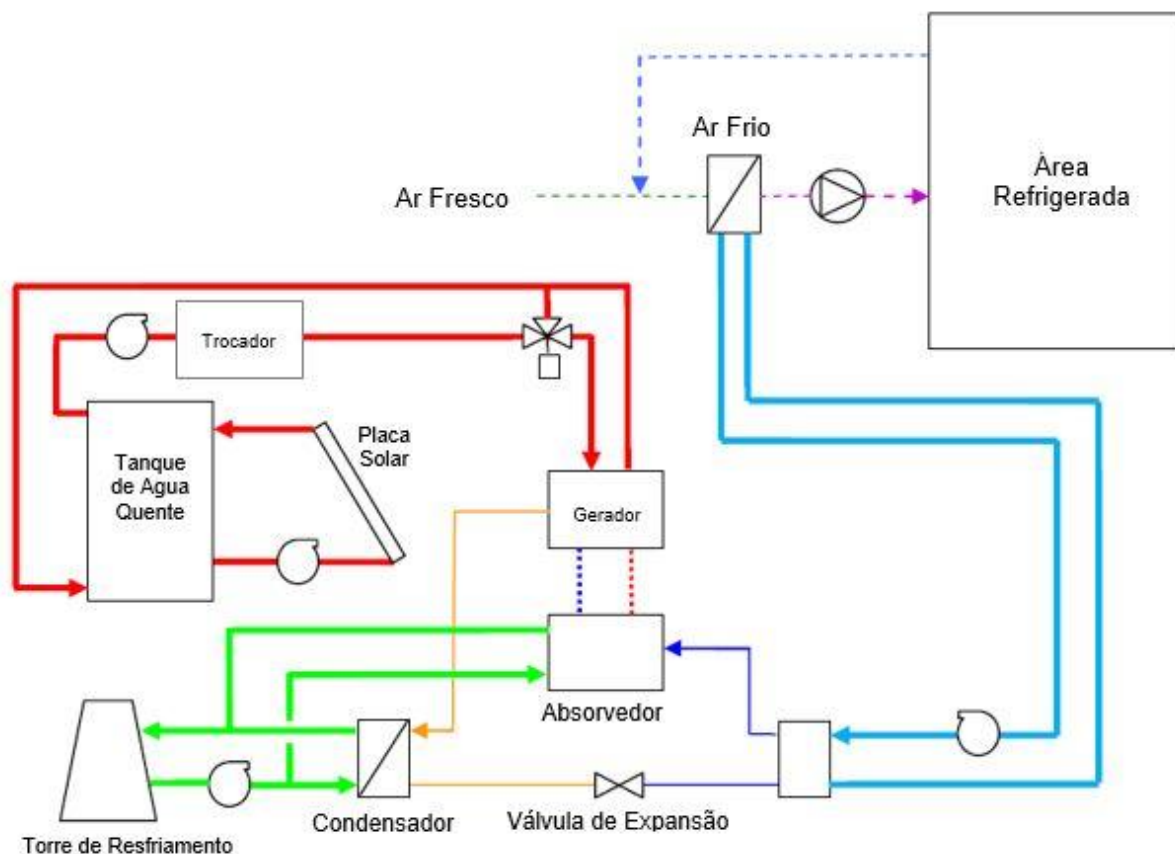 Ar Frio
Ar Fresco
Àrea
Refrigerada
Trocador
Placa
Solar
Tanque
de Agua
Quente
Gerador
Absorvedor
Condensador
Válvula de Expansão
Torre de Resfriamento